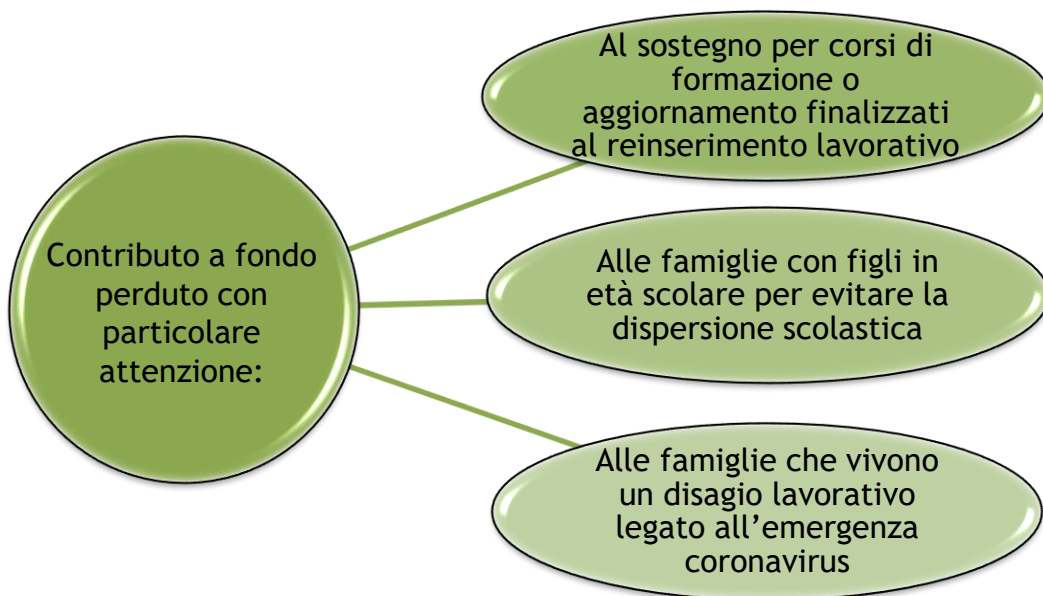 Contributo a fondo
perduto con
particolare
attenzione:
Al sostegno per corsi di
formazione o
aggiornamento finalizzati
al reinserimento lavorativo
Alle famiglie con figli in
età scolare per evitare la
dispersione scolastica
Alle famiglie che vivono
un disagio lavorativo
legato all’emergenza
coronavirus